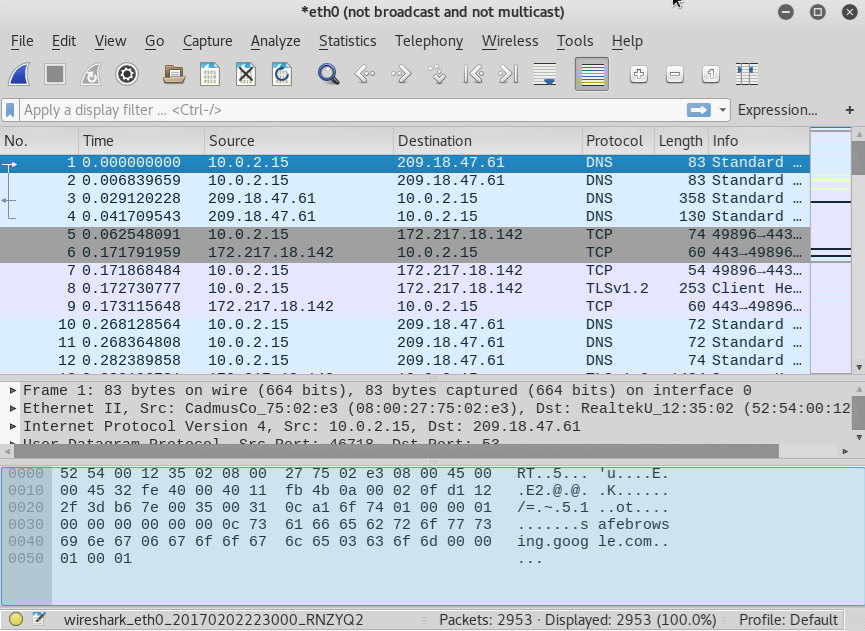 *eth0 (not broadcast and not multicast)
File Edit View Go Capture Analyze Statistics Telephony Wireless Tools Help
Apply a display filter ... <Ctrl-/> Expression... +
No. Time Source Destination Protocol Length Info
1 0.000000000 10.0.2.15 209.18.47.61 DNS 83 Standard …
2 0.006839659 10.0.2.15 209.18.47.61 DNS 83 Standard …
3 0.029120228 209.18.47.61 10.0.2.15 DNS 358 Standard …
4 0.041709543 209.18.47.61 10.0.2.15 DNS 130 Standard …
5 0.062548091 10.0.2.15 172.217.18.142 TCP 74 49896→443…
6 0.171791959 172.217.18.142 10.0.2.15 TCP 60 443→49896…
7 0.171868484 10.0.2.15 172.217.18.142 TCP 54 49896→443…
8 0.172730777 10.0.2.15 172.217.18.142 TLSv1.2 253 Client He…
9 0.173115648 172.217.18.142 10.0.2.15 TCP 60 443→49896…
10 0.268128564 10.0.2.15 209.18.47.61 DNS 72 Standard …
11 0.268364808 10.0.2.15 209.18.47.61 DNS 72 Standard …
12 0.282389858 10.0.2.15 209.18.47.61 DNS 74 Standard …
Frame 1: 83 bytes on wire (664 bits), 83 bytes captured (664 bits) on interface 0
Ethernet II, Src: CadmusCo_75:02:e3 (08:00:27:75:02:e3), Dst: RealtekU_12:35:02 (52:54:00:12
Internet Protocol Version 4, Src: 10.0.2.15, Dst: 209.18.47.61
User Datagram Protocol, Src Port: 46718, Dst Port: 53
0000 52 54 00 12 35 02 08 00 27 75 02 e3 08 00 45 00 RT..5... 'u....E.
0010 00 45 32 fe 40 00 40 11 fb 4b 0a 00 02 0f d1 12 .E2.@.@. .K......
0020 2f 3d b6 7e 00 35 00 31 0c a1 6f 74 01 00 00 01 /=.~.5.1 ..ot....
0030 00 00 00 00 00 00 0c 73 61 66 65 62 72 6f 77 73 .......s afebrows
0040 69 6e 67 06 67 6f 6f 67 6c 65 03 63 6f 6d 00 00 ing.goog le.com..
0050 01 00 01 ...
wireshark_eth0_20170202223000_RNZYQ2 Packets: 2953 · Displayed: 2953 (100.0%) Profile: Default